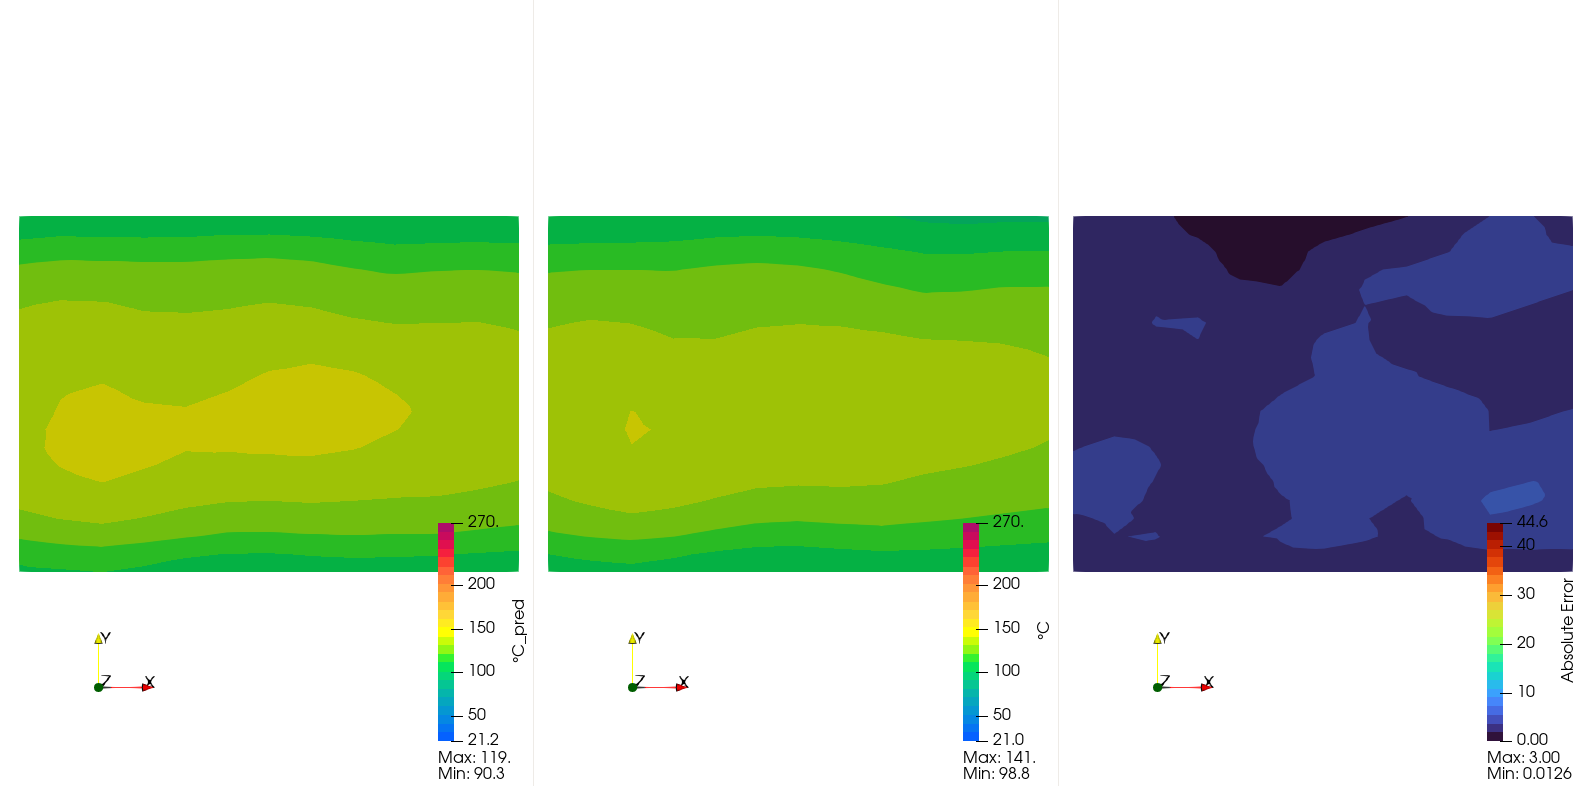 270.
200
150
100
50
21.2
°C_pred
Max: 119.
Min: 90.3
Y
Z
X
270.
200
150
100
50
21.0
°C
Max: 141.
Min: 98.8
Y
Z
X
44.6
40
30
20
10
0.00
Absolute Error
Max: 3.00
Min: 0.0126
Y
Z
X